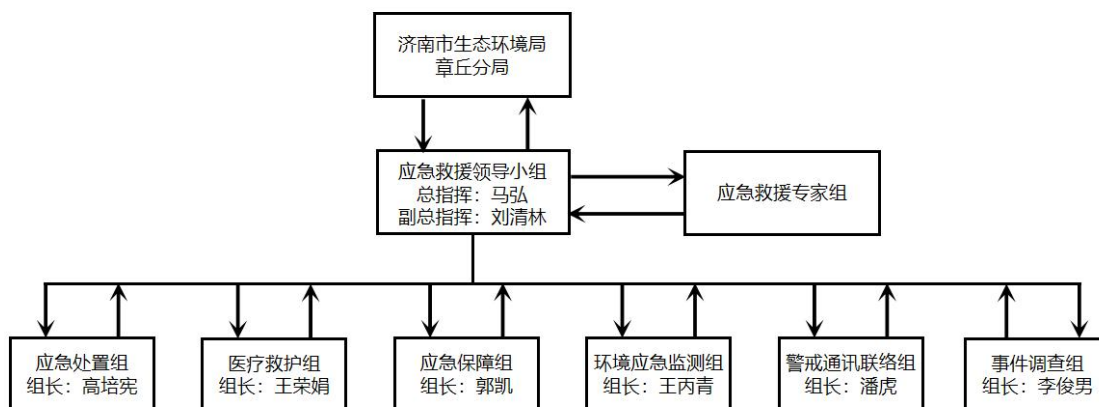 济南市生态环境局
章丘分局
应急救援领导小组
总指挥：马弘
副总指挥：刘清林
应急救援专家组
应急处置组
组长：高培宪
医疗救护组
组长：王荣娟
应急保障组
组长：郭凯
环境应急监测组
组长：王丙青
警戒通讯联络组
组长：潘虎
事件调查组
组长：李俊男